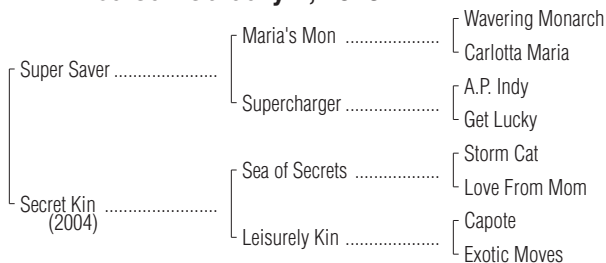 Super Saver ......................
Secret Kin ......................
(2004)
Maria's Mon ....................
Supercharger ....................
Sea of Secrets ....................
Leisurely Kin ....................
Wavering Monarch
Carlotta Maria
A.P. Indy
Get Lucky
Storm Cat
Love From Mom
Capote
Exotic Moves